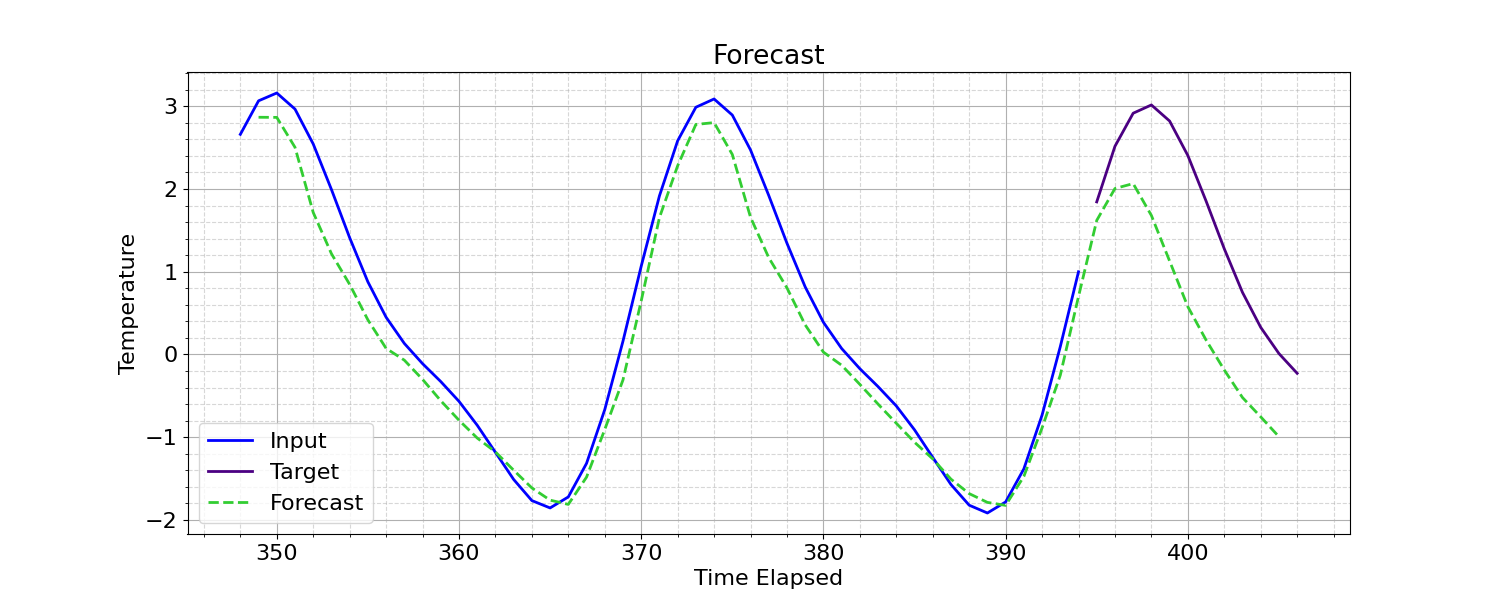 Forecast
3
2
1
0
−1
−2
Temperature
Input
Target
Forecast
350 360 370 380 390 400
Time Elapsed